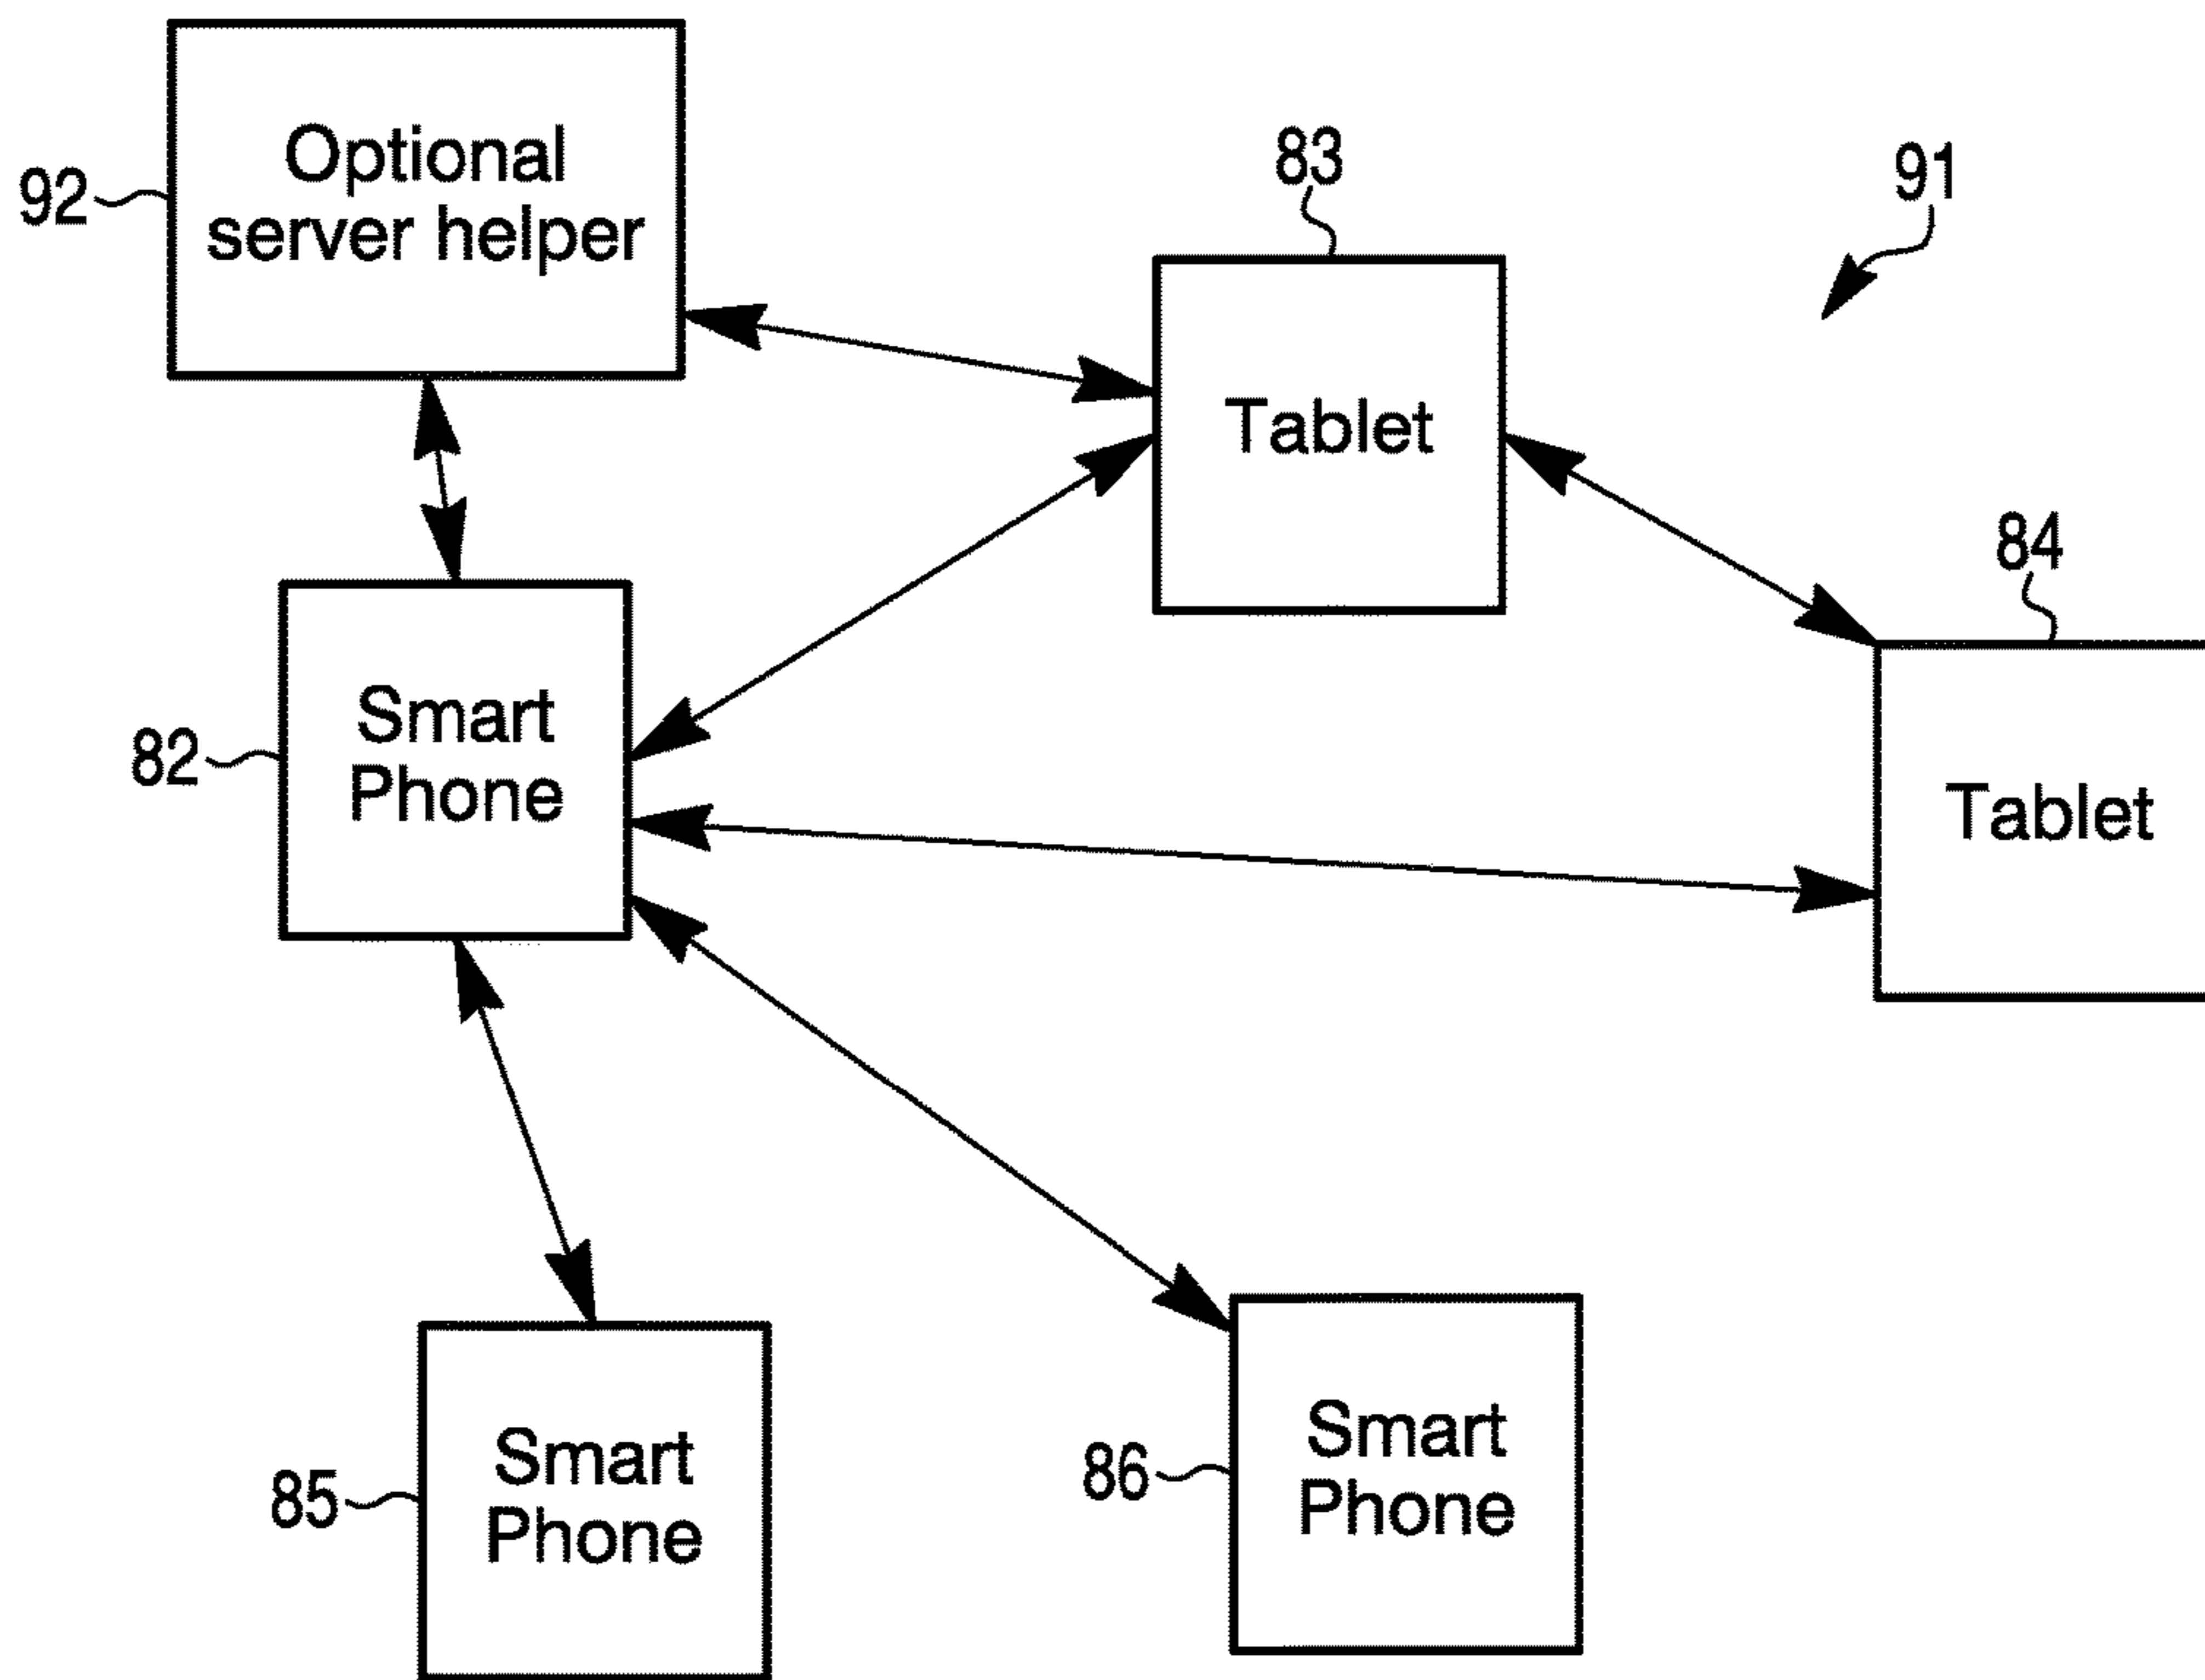 Optional
server helper
92
83
91
Tablet
84
Smart
Phone
82
Tablet
Smart
Phone
85
Smart
Phone
86